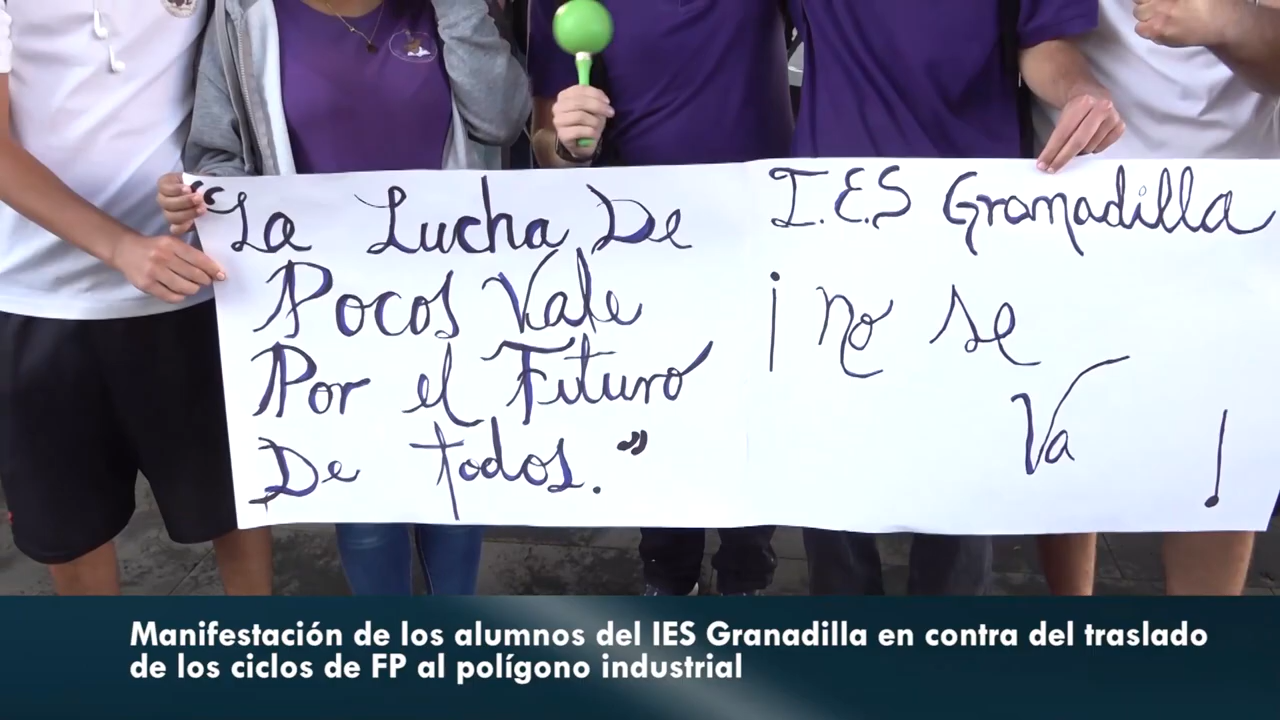 “La Lucha De
Pocos Vale
Por el Futuro
De todos.”
I.E.S Granadilla
¡no se
Va!
Manifestación de los alumnos del IES Granadilla en contra del traslado
de los ciclos de FP al polígono industrial